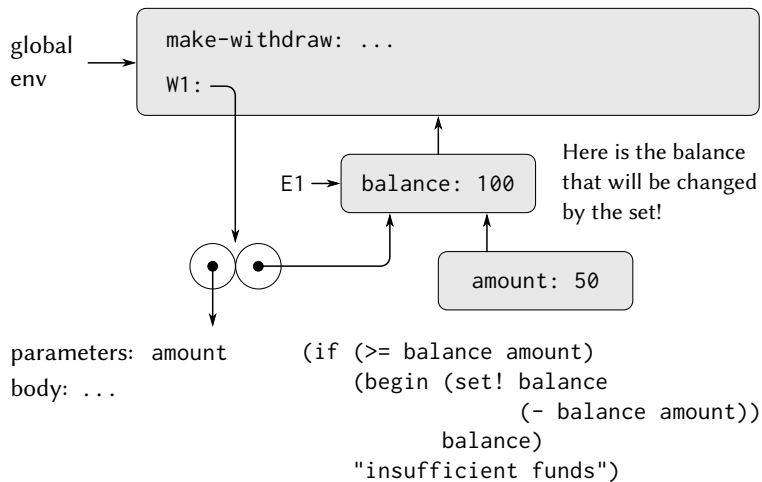 global
env
make-withdraw: ...
W1:
E1
balance: 100
Here is the balance
that will be changed
by the set!
amount: 50
parameters: amount
body: ...
(if (>= balance amount)
(begin (set! balance
(- balance amount))
balance)
"insufficient funds")